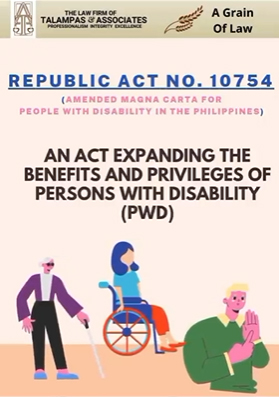 THE LAW FIRM OF
TALAMPAS & ASSOCIATES
PROFESSIONALISM INTEGRITY EXCELLENCE
A Grain
Of Law
REPUBLIC ACT NO. 10754
(AMENDED MAGNA CARTA FOR
PEOPLE WITH DISABILITY IN THE PHILIPPINES)
AN ACT EXPANDING THE
BENEFITS AND PRIVILEGES OF
PERSONS WITH DISABILITY
(PWD)